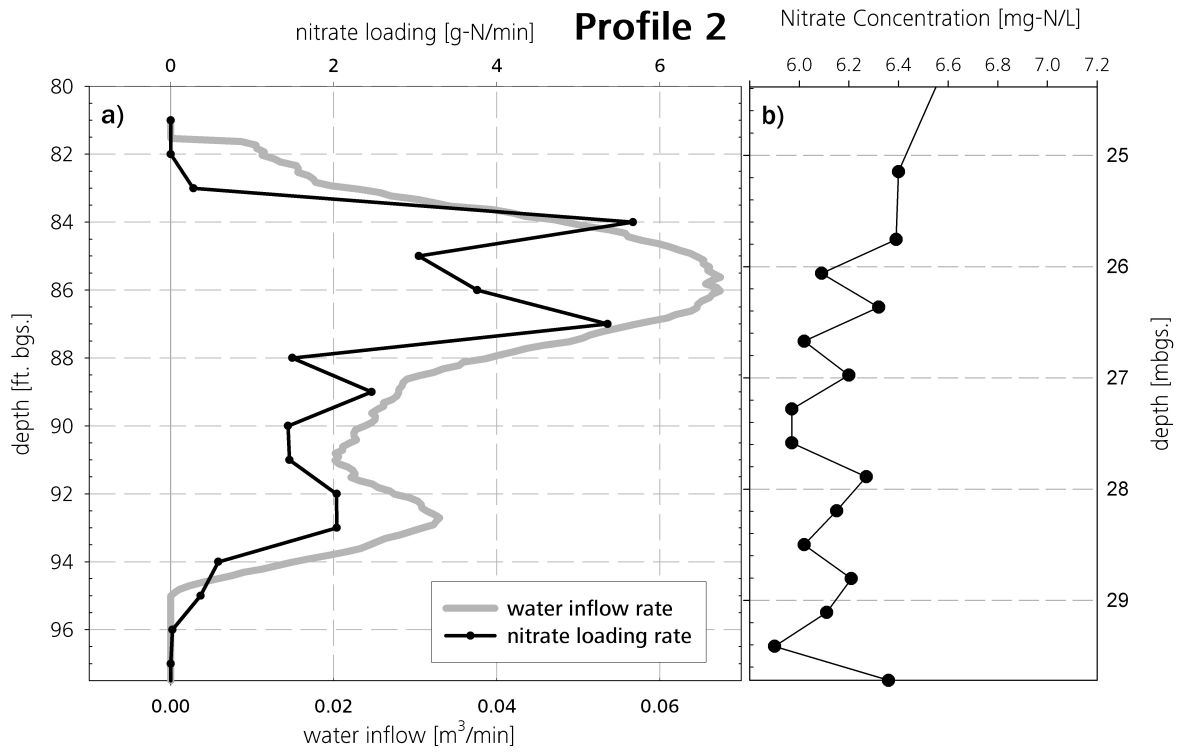 nitrate loading [g-N/min]
Profile 2
Nitrate Concentration [mg-N/L]
0 2 4 6
6.0 6.2 6.4 6.6 6.8 7.0 7.2
a)
b)
80
82
84
86
88
90
92
94
96
depth [ft. bgs.]
25
26
27
28
29
depth [mbgs.]
water inflow rate
nitrate loading rate
0.00 0.02 0.04 0.06
water inflow [m³/min]